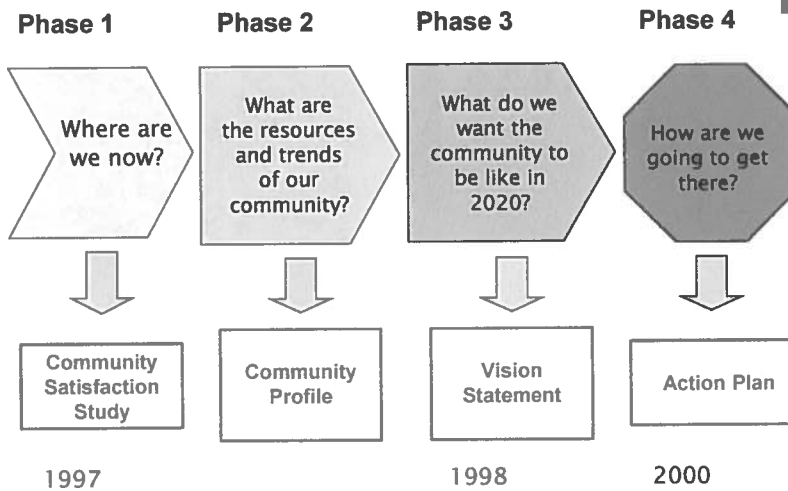 Phase 1
Phase 2
Phase 3
Phase 4
Where are
we now?
What are
the resources
and trends
of our
community?
What do we
want the
community to
be like in
2020?
How are we
going to get
there?
Community
Satisfaction
Study
Community
Profile
Vision
Statement
Action Plan
1997
1998
2000